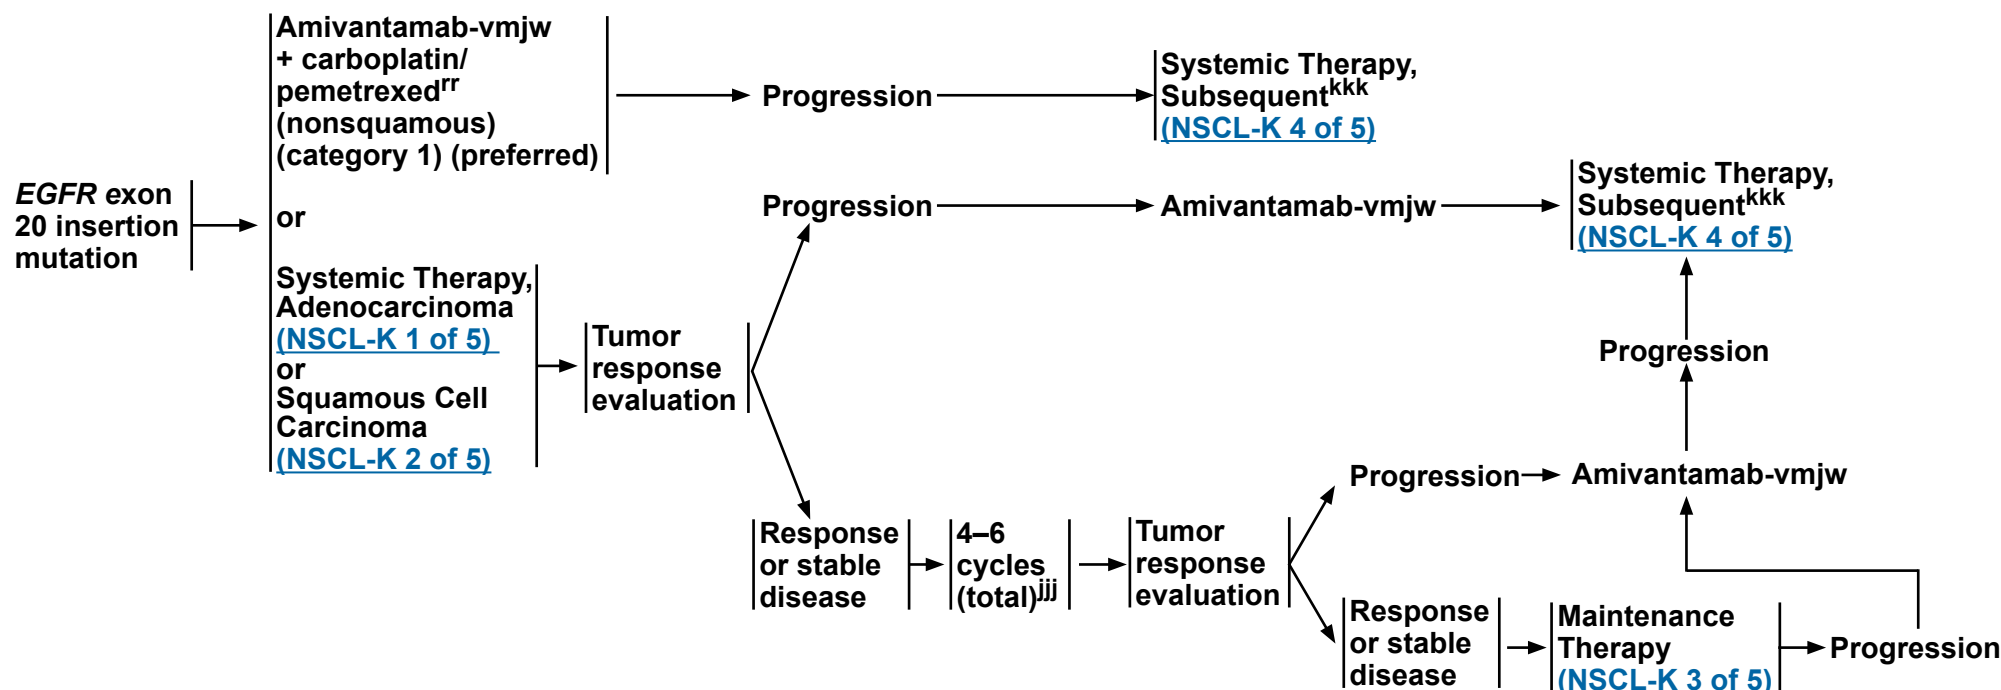 EGFR exon
20 insertion
mutation
Amivantamab-vmjw
+ carboplatin/
pemetrexedrr
(nonsquamous)
(category 1) (preferred)
or
Systemic Therapy,
Adenocarcinoma
(NSCL-K 1 of 5)
or
Squamous Cell
Carcinoma
(NSCL-K 2 of 5)
Progression
Systemic Therapy,
Subsequentkkk
(NSCL-K 4 of 5)
Tumor
response
evaluation
Progression
Amivantamab-vmjw
Systemic Therapy,
Subsequentkkk
(NSCL-K 4 of 5)
Response
or stable
disease
4–6
cycles
(total)jjj
Tumor
response
evaluation
Progression
Amivantamab-vmjw
Progression
Response
or stable
disease
Maintenance
Therapy
(NSCL-K 3 of 5)
Progression